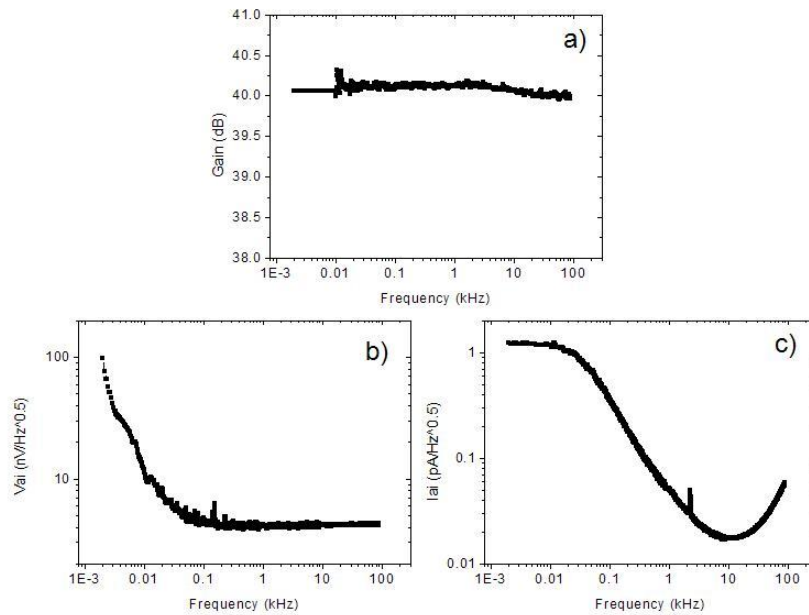 a)
41.0
40.5
40.0
39.5
39.0
38.5
38.0
Gain (dB)
1E-3 0.01 0.1 1 10 100
Frequency (kHz)
b)
100
10
Vai (nV/Hz^0.5)
1E-3 0.01 0.1 1 10 100
Frequency (kHz)
c)
1
0.1
0.01
Iai (pA/Hz^0.5)
1E-3 0.01 0.1 1 10 100
Frequency (kHz)